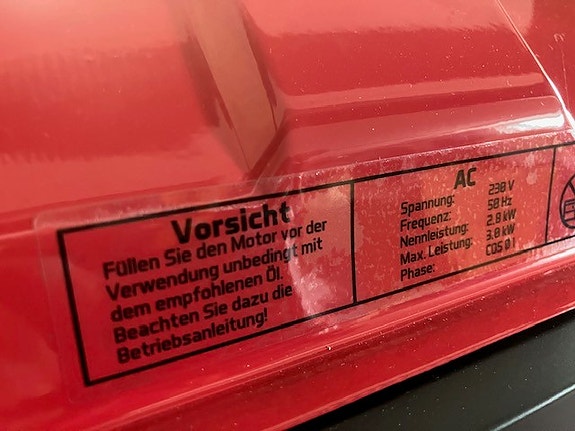 Vorsicht
Füllen Sie den Motor vor der
Verwendung unbedingt mit
dem empfohlenen Öl.
Beachten Sie dazu die
Betriebsanleitung!
AC
Spannung: 230 V
Frequenz: 50 Hz
Nennleistung: 2.8 kW
Max. Leistung: 3.0 kW
Phase: COS Ø 1